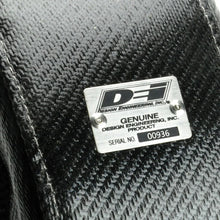 DEI
DESIGN ENGINEERING, INC.
GENUINE
DESIGN ENGINEERING, INC.
PRODUCT
SERIAL NO. 00936